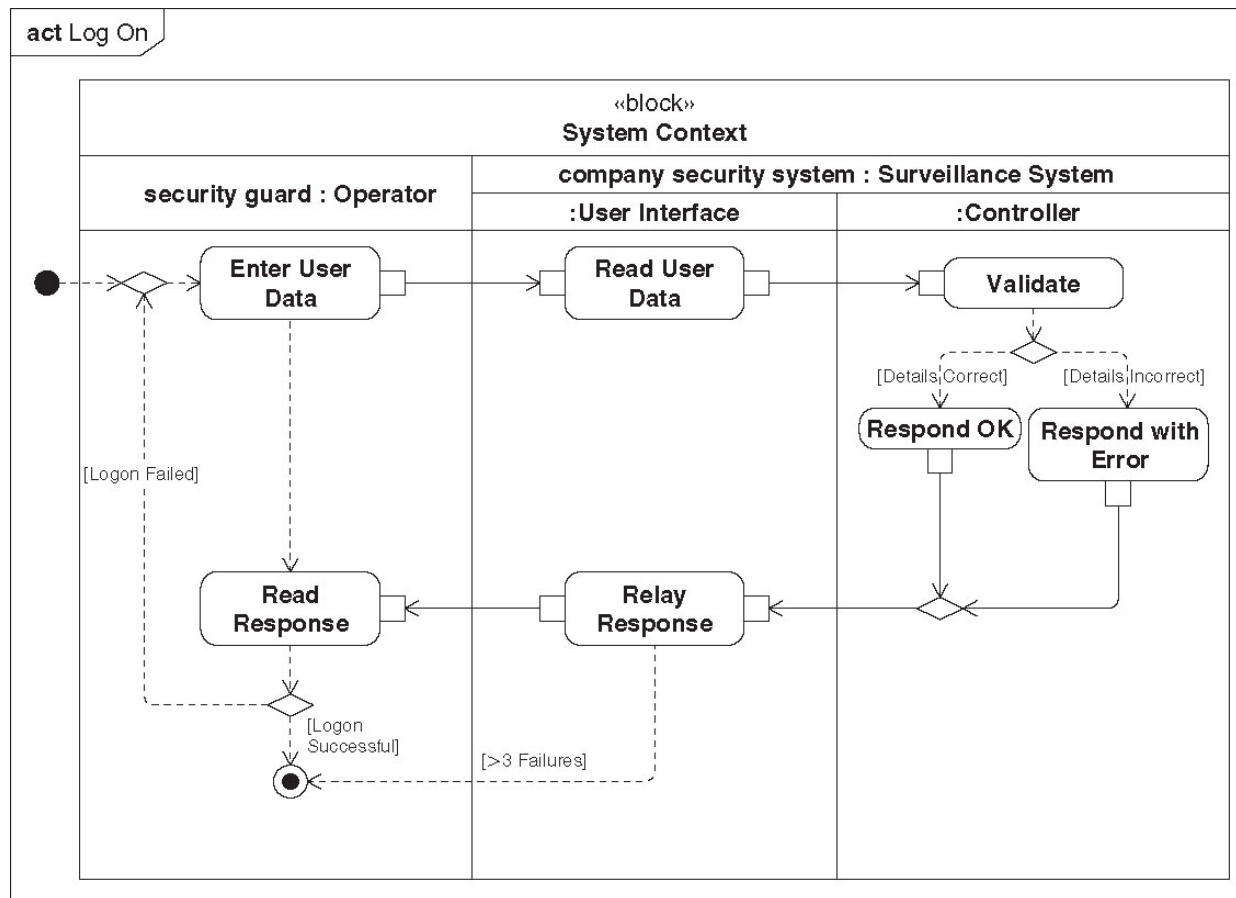 act Log On
«block»
System Context
security guard : Operator
company security system : Surveillance System
:User Interface
:Controller
Enter User
Data
Read User
Data
Validate
[Details Correct]
[Details Incorrect]
Respond OK
Respond with
Error
[Logon Failed]
Read
Response
Relay
Response
[Logon
Successful]
[>3 Failures]